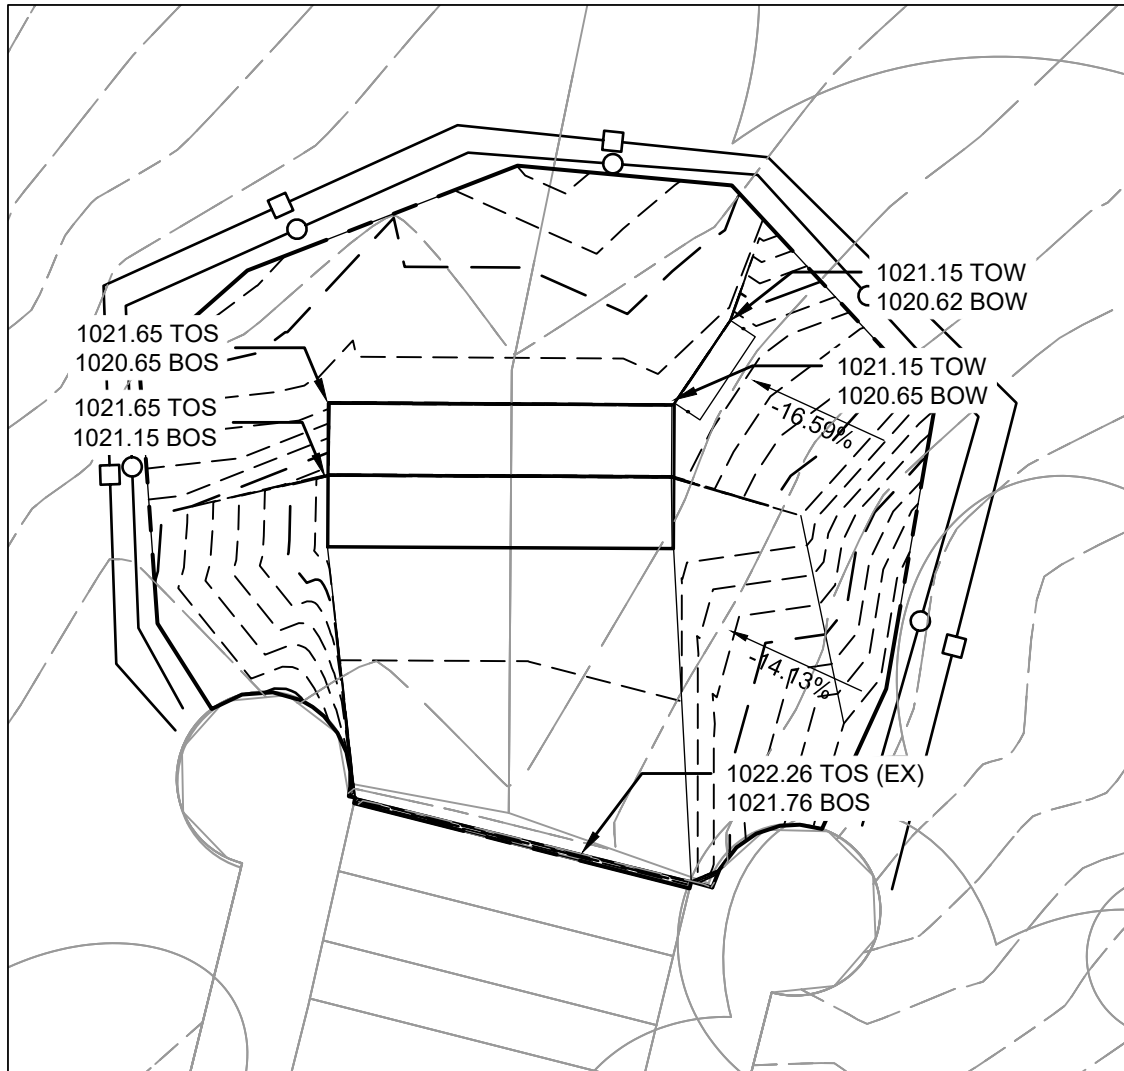 1021.15 TOW
1020.62 BOW
1021.65 TOS
1020.65 BOS
1021.15 TOW
1020.65 BOW
1021.65 TOS
1021.15 BOS
-16.59%
-14.13%
1022.26 TOS (EX)
1021.76 BOS